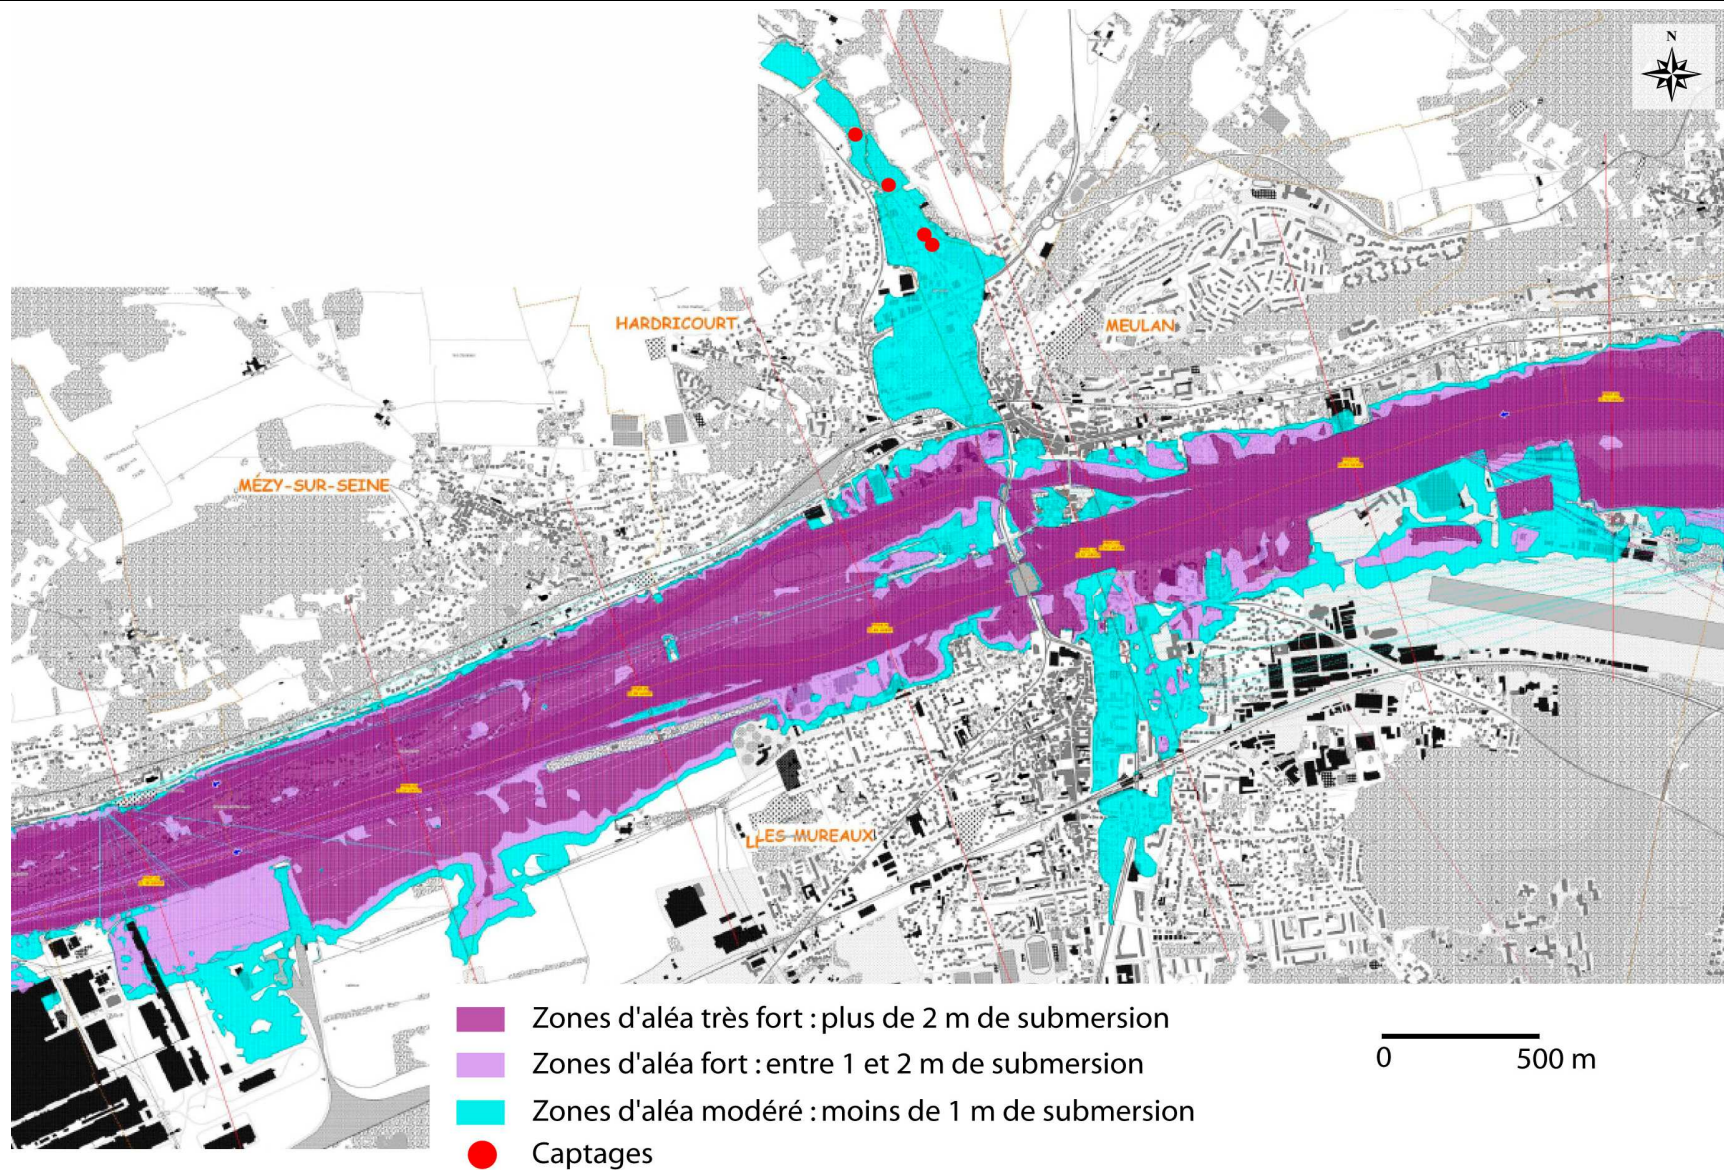 N
HARDRICOURT
MEULAN
MÉZY-SUR-SEINE
LES MUREAUX
Zones d'aléa très fort : plus de 2 m de submersion
Zones d'aléa fort : entre 1 et 2 m de submersion
Zones d'aléa modéré : moins de 1 m de submersion
Captages
0 500 m